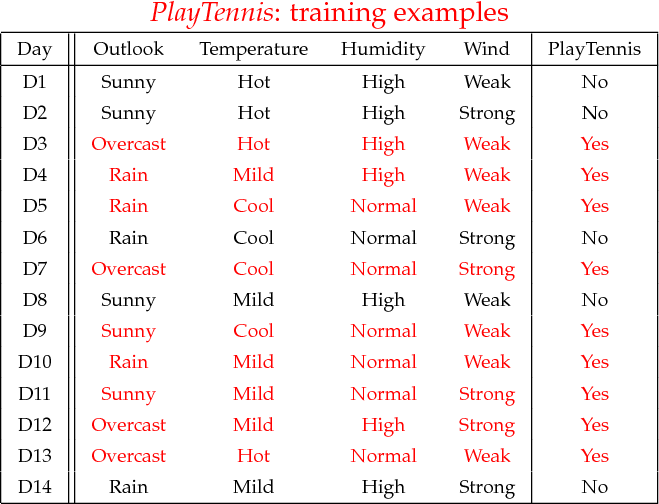 PlayTennis: training examples
Day Outlook Temperature Humidity Wind PlayTennis
D1 Sunny Hot High Weak No
D2 Sunny Hot High Strong No
D3 Overcast Hot High Weak Yes
D4 Rain Mild High Weak Yes
D5 Rain Cool Normal Weak Yes
D6 Rain Cool Normal Strong No
D7 Overcast Cool Normal Strong Yes
D8 Sunny Mild High Weak No
D9 Sunny Cool Normal Weak Yes
D10 Rain Mild Normal Weak Yes
D11 Sunny Mild Normal Strong Yes
D12 Overcast Mild High Strong Yes
D13 Overcast Hot Normal Weak Yes
D14 Rain Mild High Strong No